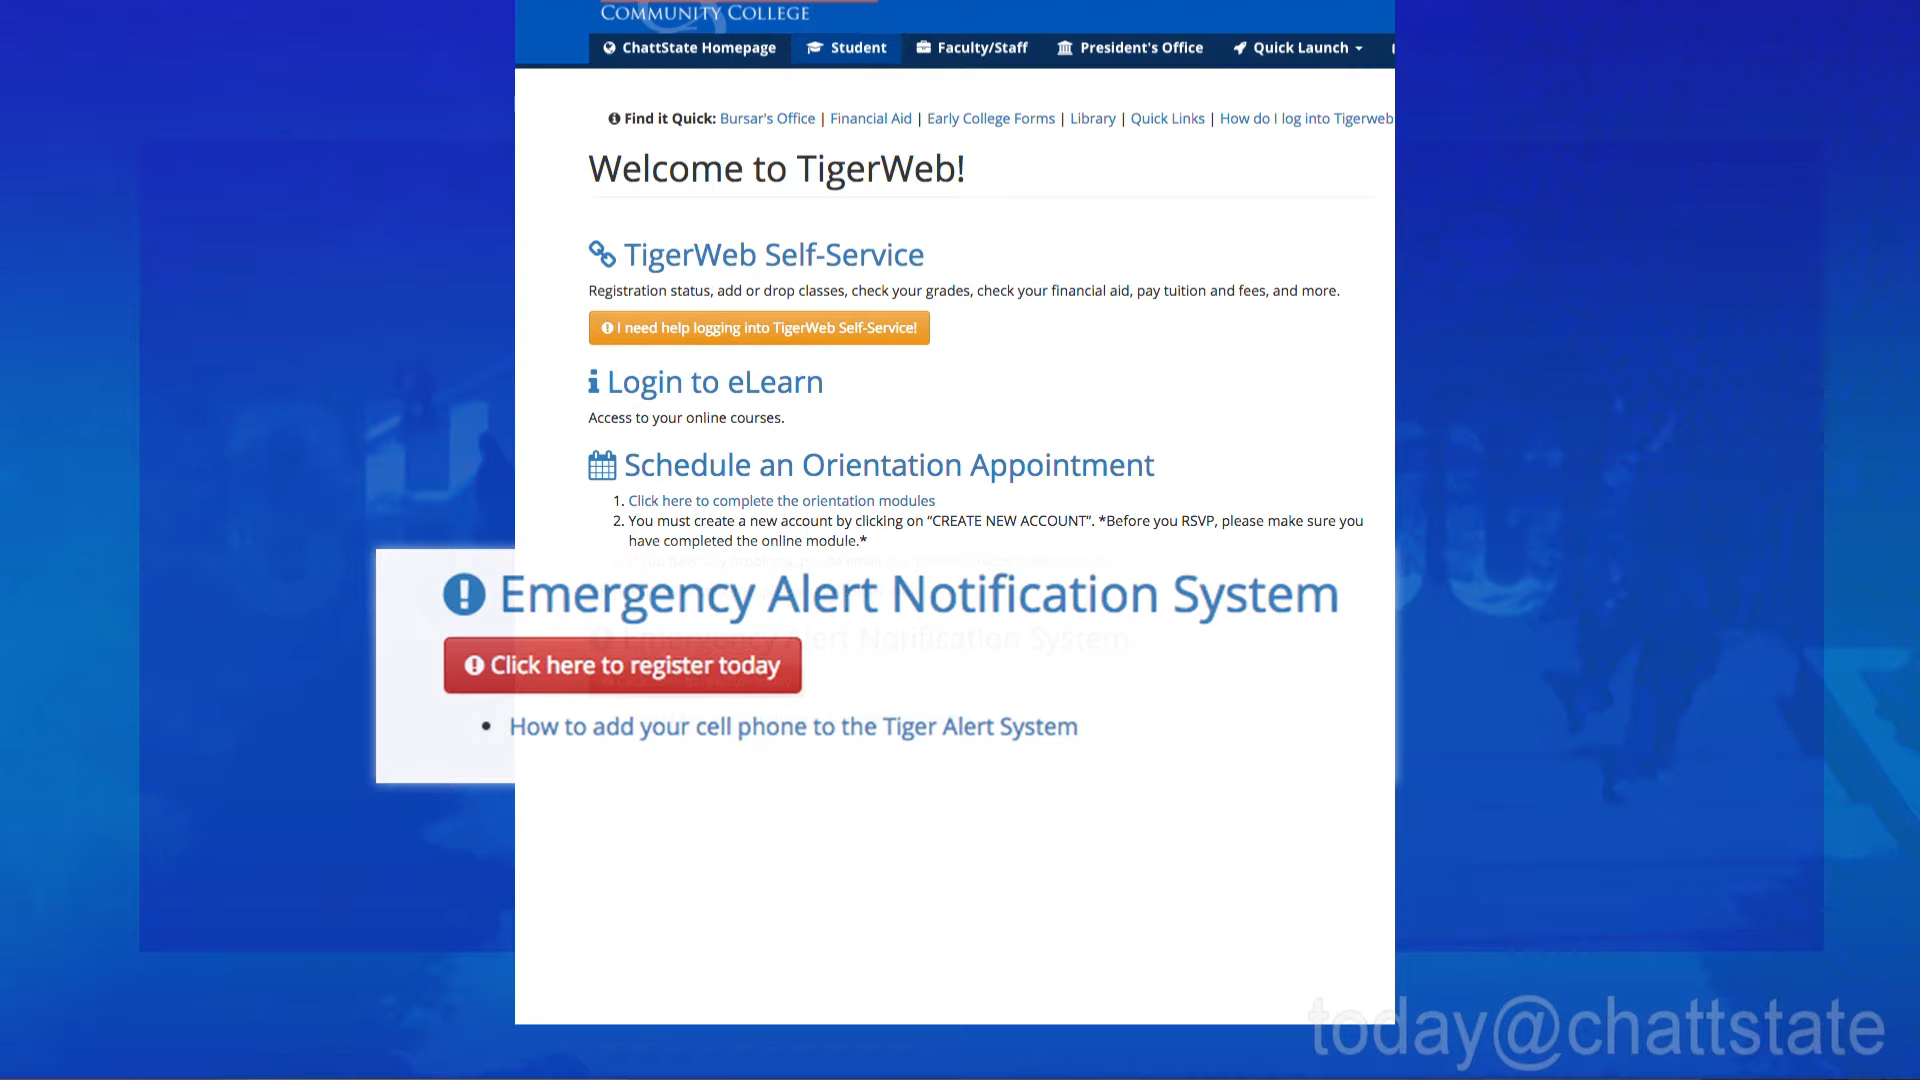 COMMUNITY COLLEGE
ChattState Homepage Student Faculty/Staff President's Office Quick Launch
Find it Quick: Bursar's Office | Financial Aid | Early College Forms | Library | Quick Links | How do I log into Tigerweb
Welcome to TigerWeb!
TigerWeb Self-Service
Registration status, add or drop classes, check your grades, check your financial aid, pay tuition and fees, and more.
I need help logging into TigerWeb Self-Service!
Login to eLearn
Access to your online courses.
Schedule an Orientation Appointment
1. Click here to complete the orientation modules
2. You must create a new account by clicking on “CREATE NEW ACCOUNT”. *Before you RSVP, please make sure you
have completed the online module.*
Emergency Alert Notification System
Emergency Alert Notification System
Click here to register today
• How to add your cell phone to the Tiger Alert System
today@chattstate